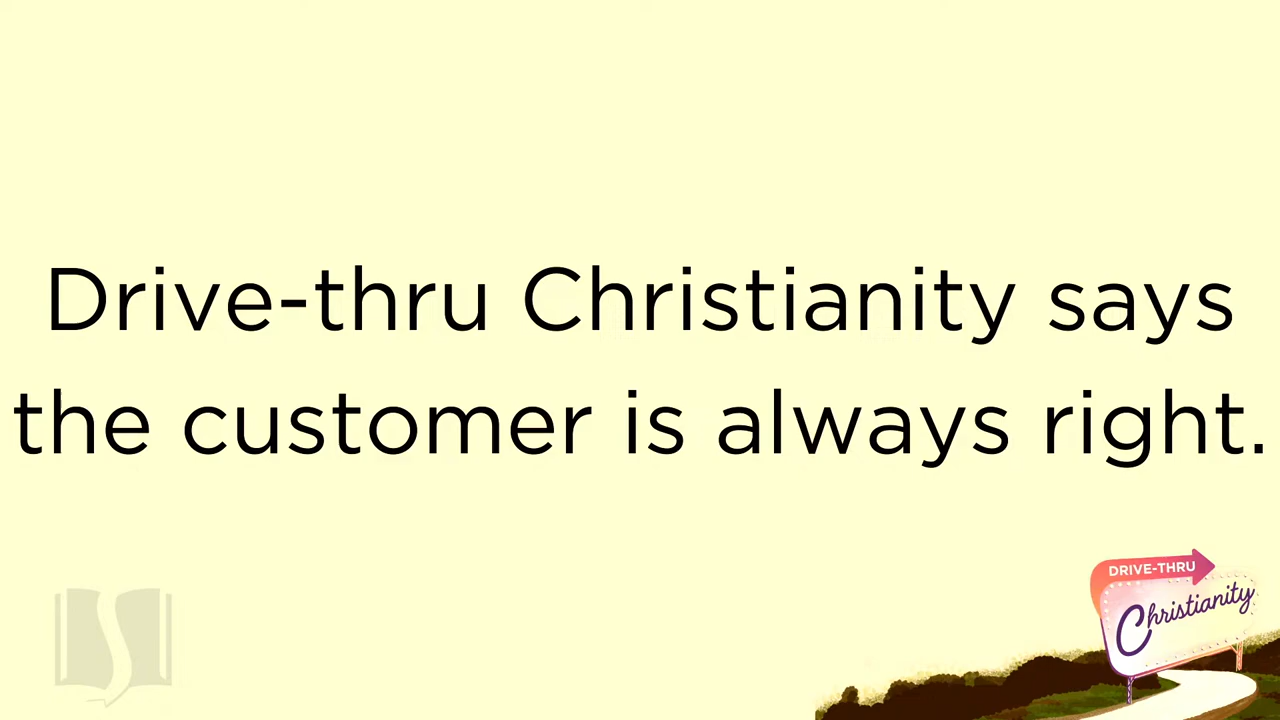 Drive-thru Christianity says
the customer is always right.
DRIVE-THRU
Christianity